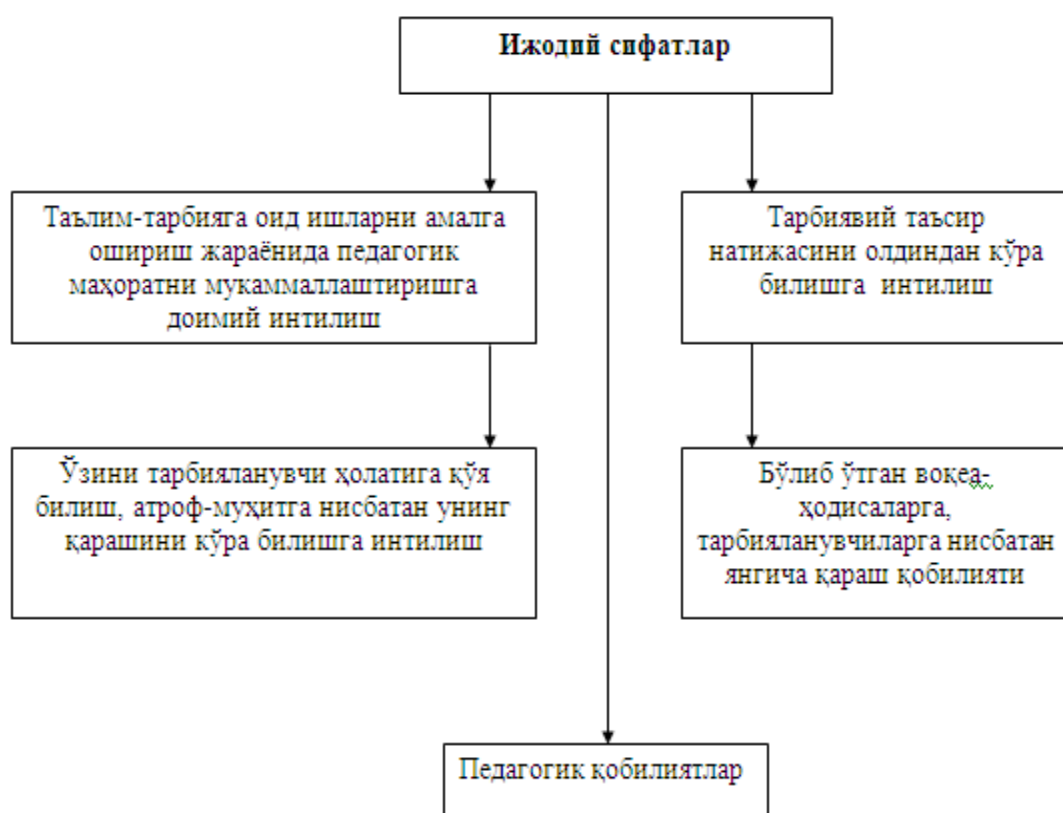 Ижодий сифатлар
Таълим-тарбияга оид ишларни амалга
ошириш жараёнида педагогик
маҳоратни мукаммаллаштиришга
доимий интилиш
Тарбиявий таъсир
натижасини олдиндан кўра
билишга интилиш
Ўзини тарбияланувчи ҳолатига қўя
билиш, атроф-муҳитга нисбатан унинг
қарашини кўра билишга интилиш
Бўлиб ўтган воқеа-
ҳодисаларга,
тарбияланувчиларга нисбатан
янгича қараш қобилияти
Педагогик қобилиятлар